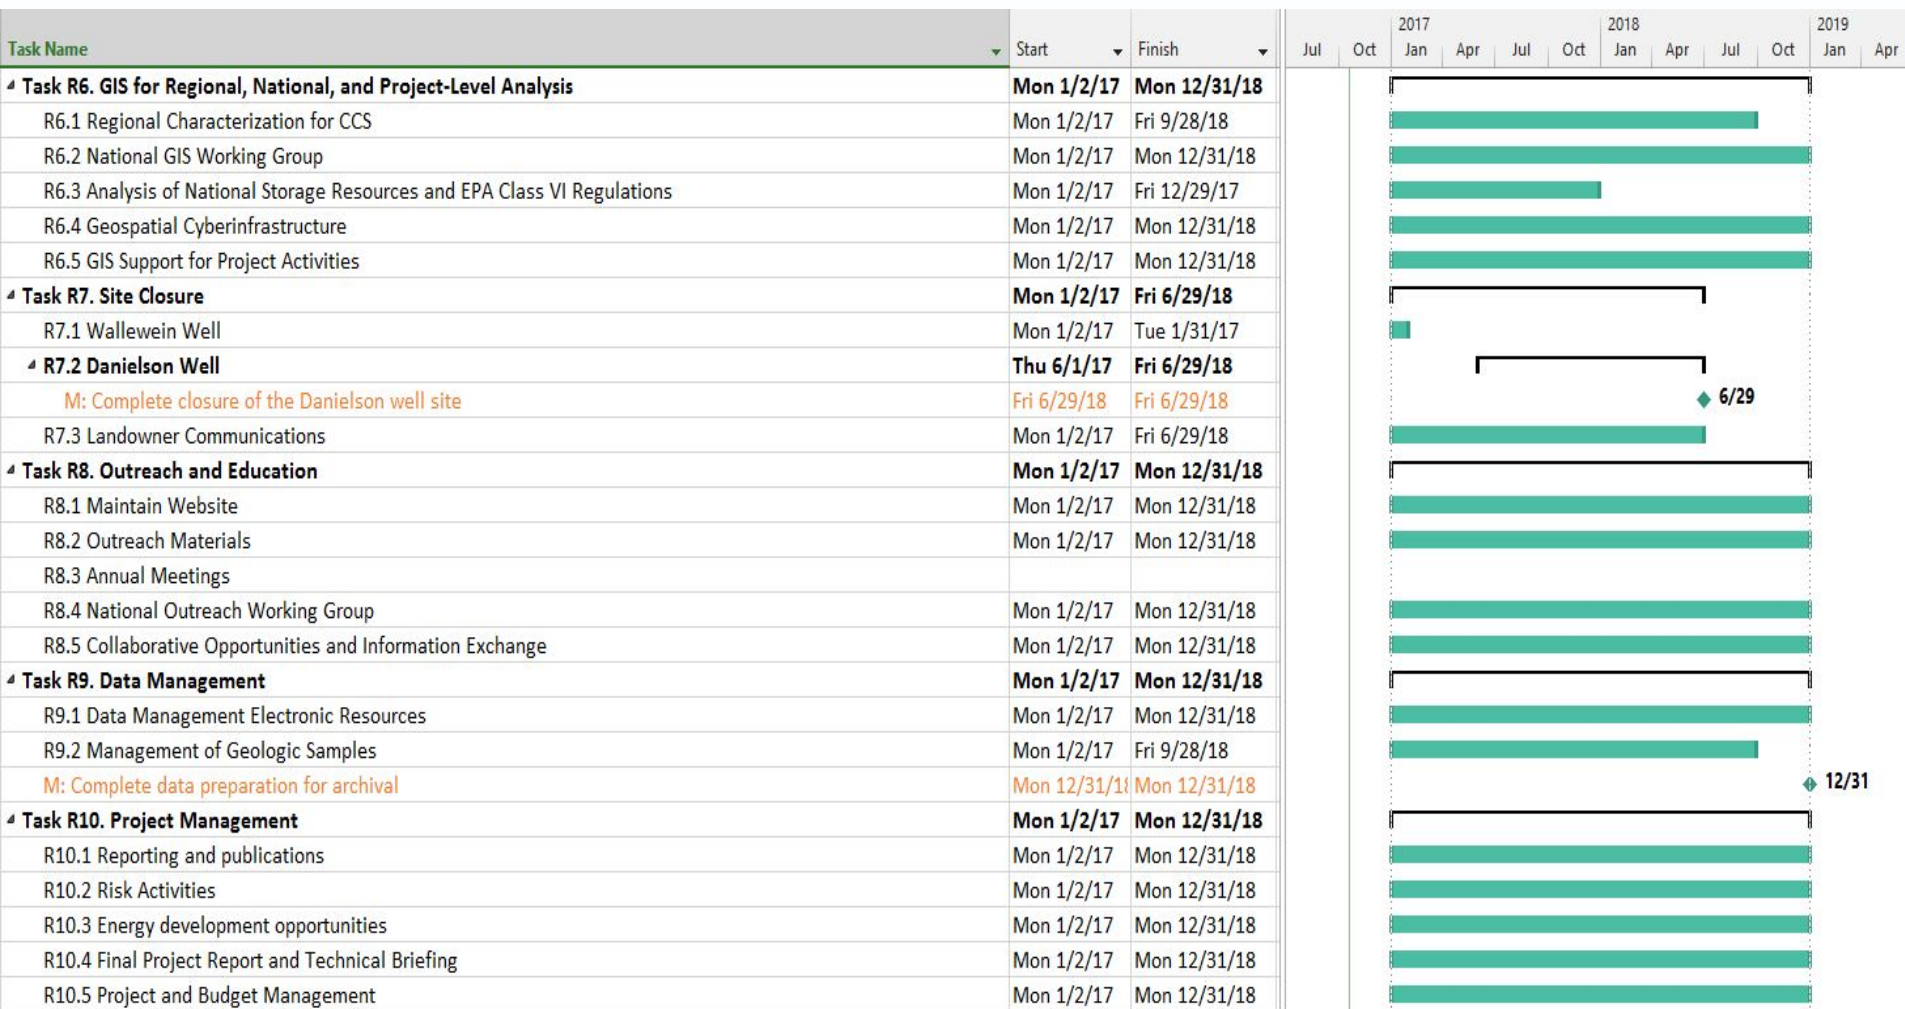 2017 2018 2019
Task Name Start Finish Jul Oct Jan Apr Jul Oct Jan Apr Jul Oct Jan Apr
Task R6. GIS for Regional, National, and Project-Level Analysis Mon 1/2/17 Mon 12/31/18
R6.1 Regional Characterization for CCS Mon 1/2/17 Fri 9/28/18
R6.2 National GIS Working Group Mon 1/2/17 Mon 12/31/18
R6.3 Analysis of National Storage Resources and EPA Class VI Regulations Mon 1/2/17 Fri 12/29/17
R6.4 Geospatial Cyberinfrastructure Mon 1/2/17 Mon 12/31/18
R6.5 GIS Support for Project Activities Mon 1/2/17 Mon 12/31/18
Task R7. Site Closure Mon 1/2/17 Fri 6/29/18
R7.1 Wallewein Well Mon 1/2/17 Tue 1/31/17
R7.2 Danielson Well Thu 6/1/17 Fri 6/29/18
M: Complete closure of the Danielson well site Fri 6/29/18 Fri 6/29/18 6/29
R7.3 Landowner Communications Mon 1/2/17 Fri 6/29/18
Task R8. Outreach and Education Mon 1/2/17 Mon 12/31/18
R8.1 Maintain Website Mon 1/2/17 Mon 12/31/18
R8.2 Outreach Materials Mon 1/2/17 Mon 12/31/18
R8.3 Annual Meetings
R8.4 National Outreach Working Group Mon 1/2/17 Mon 12/31/18
R8.5 Collaborative Opportunities and Information Exchange Mon 1/2/17 Mon 12/31/18
Task R9. Data Management Mon 1/2/17 Mon 12/31/18
R9.1 Data Management Electronic Resources Mon 1/2/17 Mon 12/31/18
R9.2 Management of Geologic Samples Mon 1/2/17 Fri 9/28/18
M: Complete data preparation for archival Mon 12/31/18 Mon 12/31/18 12/31
Task R10. Project Management Mon 1/2/17 Mon 12/31/18
R10.1 Reporting and publications Mon 1/2/17 Mon 12/31/18
R10.2 Risk Activities Mon 1/2/17 Mon 12/31/18
R10.3 Energy development opportunities Mon 1/2/17 Mon 12/31/18
R10.4 Final Project Report and Technical Briefing Mon 1/2/17 Mon 12/31/18
R10.5 Project and Budget Management Mon 1/2/17 Mon 12/31/18